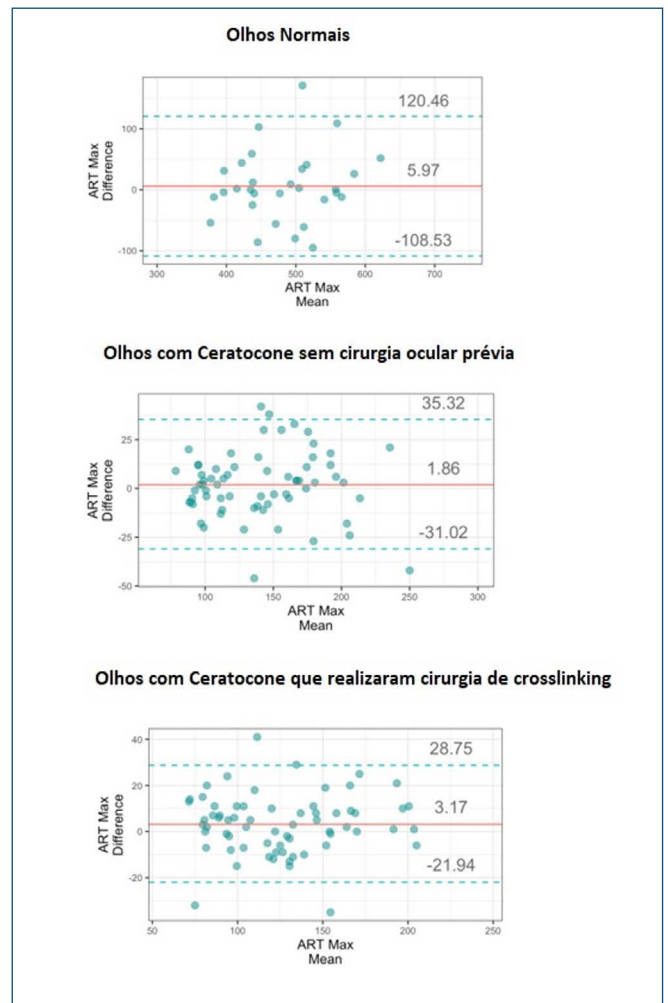 Olhos Normais
120.46
100
5.97
0
-108.53
-100
300 400 500 600 700
ART Max
Difference
ART Max
Mean
Olhos com Ceratocone sem cirurgia ocular prévia
35.32
25
1.86
0
-31.02
-25
-50
100 150 200 250 300
ART Max
Difference
ART Max
Mean
Olhos com Ceratocone que realizaram cirurgia de crosslinking
40
28.75
20
3.17
0
-21.94
-20
50 100 150 200 250
ART Max
Difference
ART Max
Mean